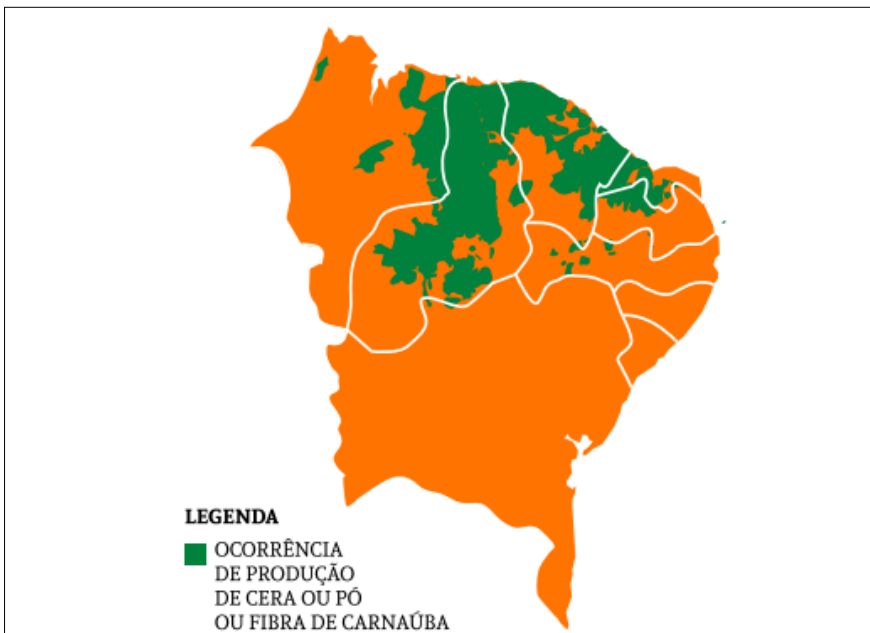 LEGENDA
OCORRÊNCIA
DE PRODUÇÃO
DE CERA OU PÓ
OU FIBRA DE CARNAÚBA